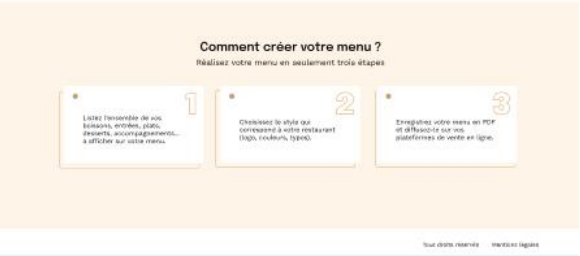 Comment créer votre menu ?
Réalisez votre menu en seulement trois étapes
1
Listez l'ensemble de vos
boissons, entrées, plats,
desserts, accompagnements...
à afficher sur votre menu.
2
Choisissez le style qui
correspond à votre restaurant
(logo, couleurs, typos).
3
Enregistrez votre menu en PDF
et diffusez-le sur vos
plateformes de vente en ligne.
Tous droits réservés Mentions légales